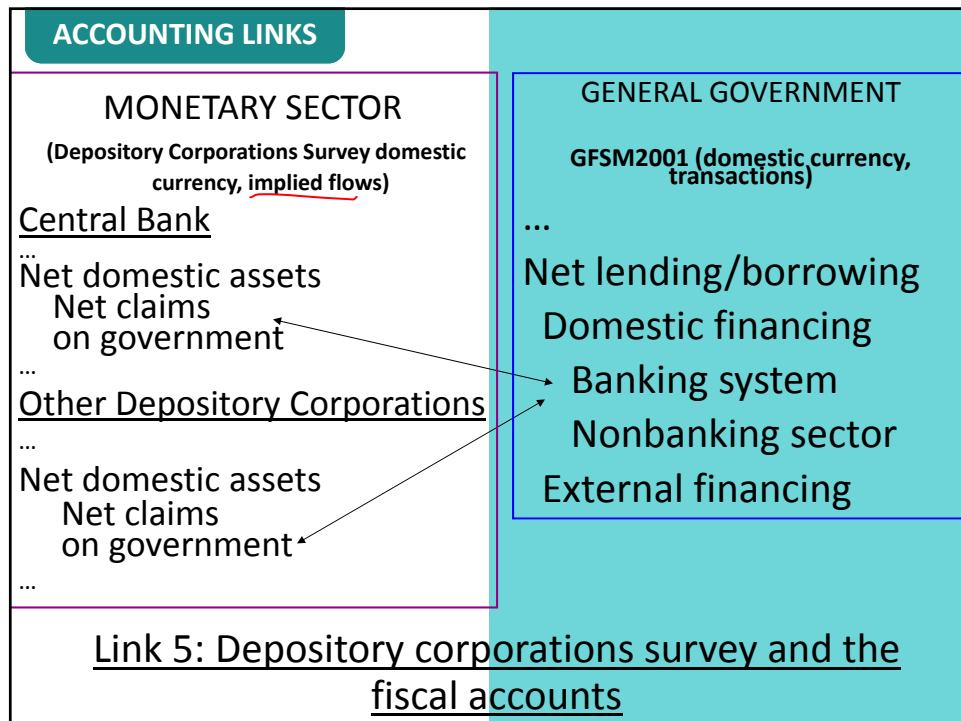 ACCOUNTING LINKS
MONETARY SECTOR
(Depository Corporations Survey domestic
currency, implied flows)
Central Bank
...
Net domestic assets
Net claims
on government
...
Other Depository Corporations
...
Net domestic assets
Net claims
on government
...
GENERAL GOVERNMENT
GFSM2001 (domestic currency,
transactions)
...
Net lending/borrowing
Domestic financing
Banking system
Nonbanking sector
External financing
Link 5: Depository corporations survey and the
fiscal accounts